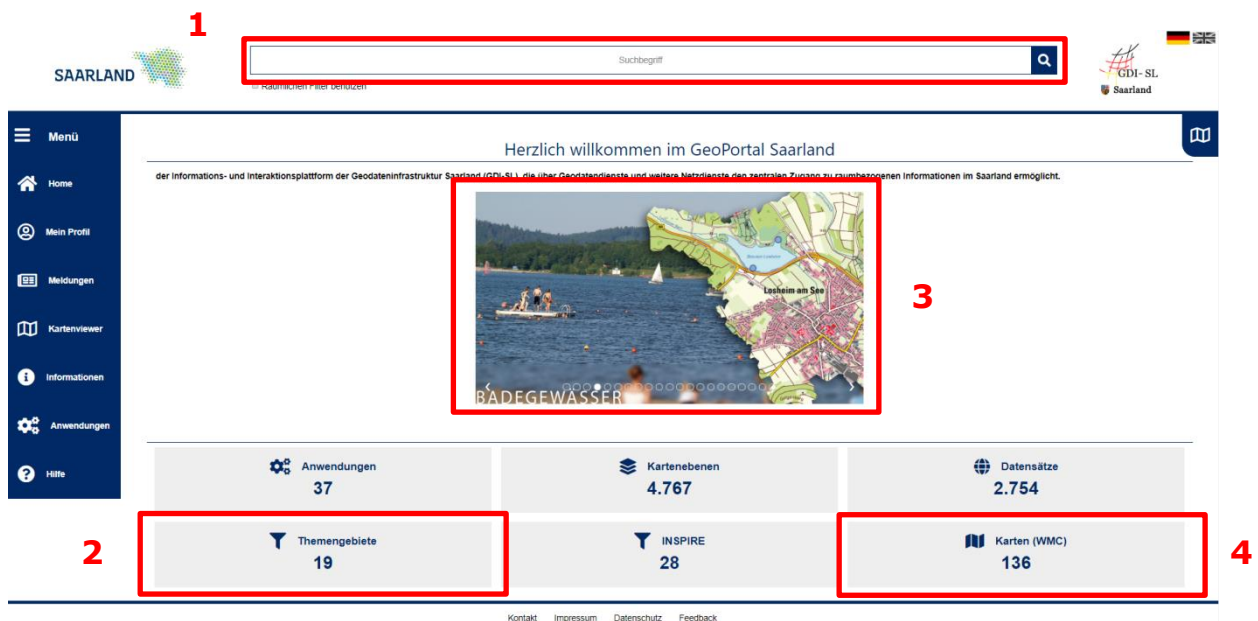 1
SAARLAND
Suchbegriff
Räumlichen Filter benutzen
GDI-SL
Saarland
Menü
Home
Mein Profil
Meldungen
Kartenviewer
Informationen
Anwendungen
Hilfe
Herzlich willkommen im GeoPortal Saarland
der Informations- und Interaktionsplattform der Geodateninfrastruktur Saarland (GDI-SL), die über Geodatendienste und weitere Netzdienste den zentralen Zugang zu raumbezogenen Informationen im Saarland ermöglicht.
Losheim am See
BADEGEWÄSSER
3
Anwendungen
37
Kartenebenen
4.767
Datensätze
2.754
2
Themengebiete
19
INSPIRE
28
Karten (WMC)
136
4
Kontakt Impressum Datenschutz Feedback